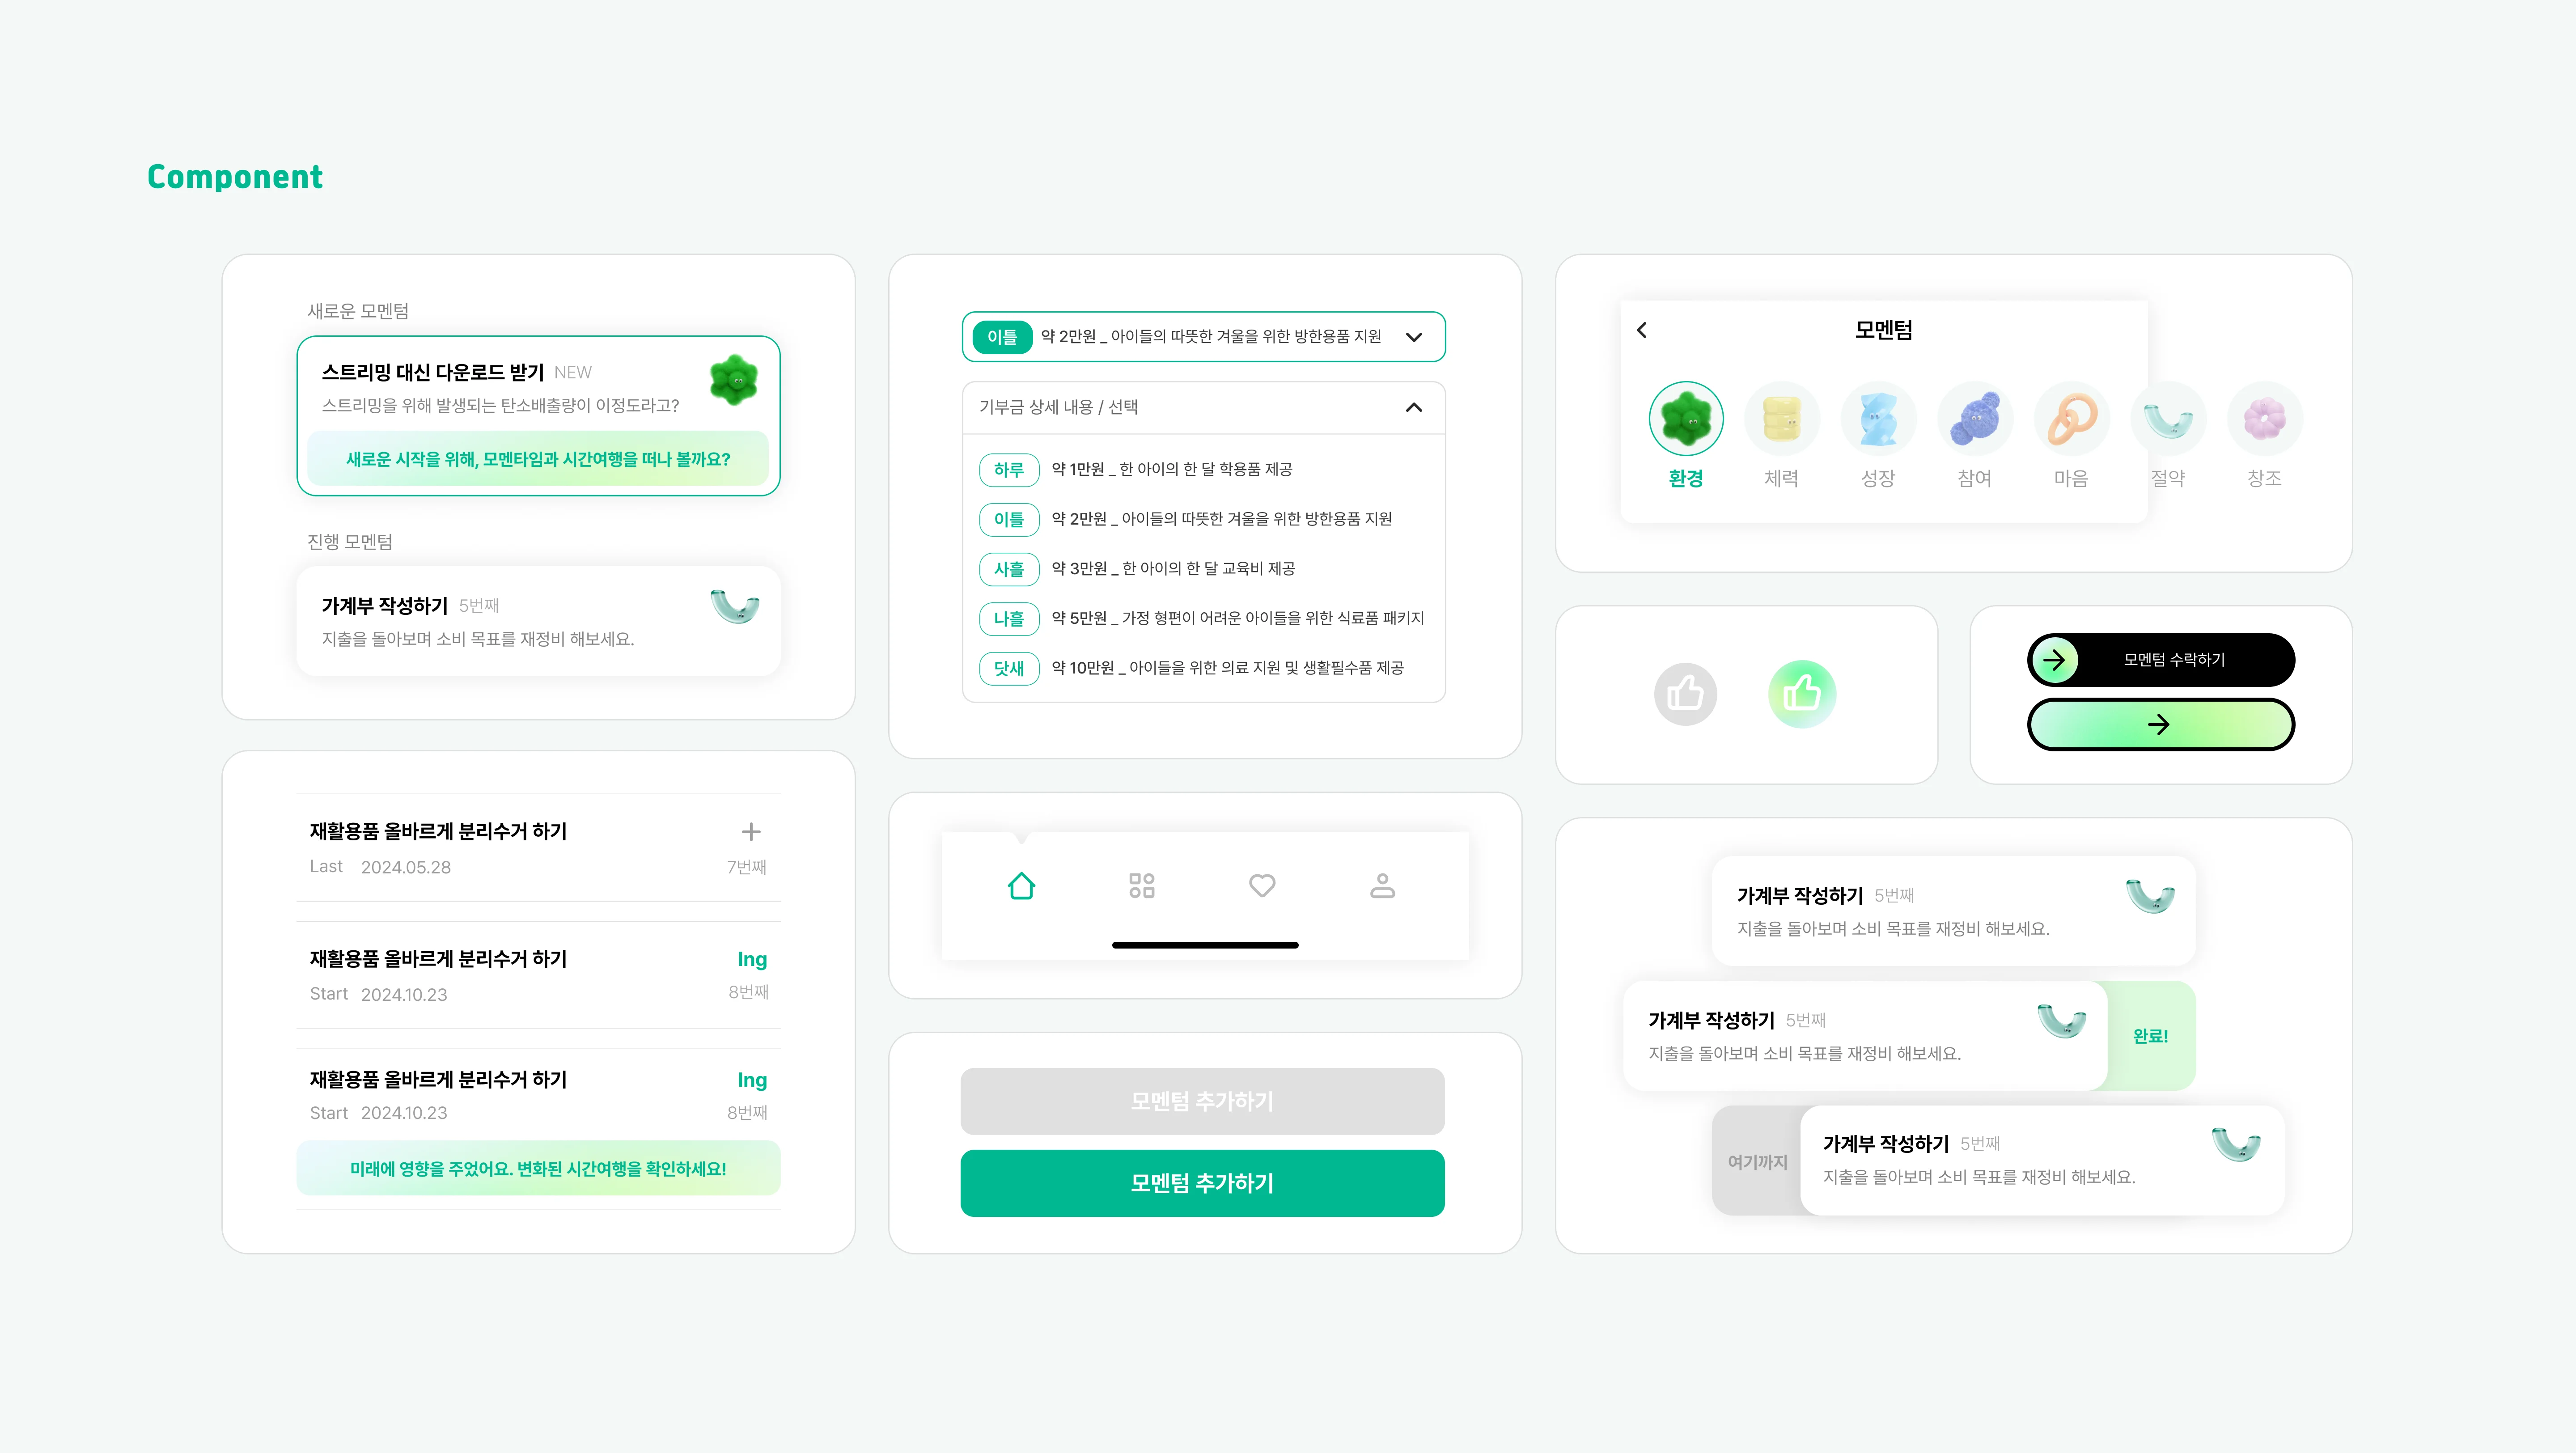 Component
새로운 모멘텀
스트리밍 대신 다운로드 받기 NEW
스트리밍을 위해 발생되는 탄소배출량이 이정도라고?
새로운 시작을 위해, 모멘타임과 시간여행을 떠나 볼까요?
진행 모멘텀
가계부 작성하기 5번째
지출을 돌아보며 소비 목표를 재정비 해보세요.
재활용품 올바르게 분리수거 하기
Last 2024.05.28 7번째
재활용품 올바르게 분리수거 하기 Ing
Start 2024.10.23 8번째
재활용품 올바르게 분리수거 하기 Ing
Start 2024.10.23 8번째
미래에 영향을 주었어요. 변화된 시간여행을 확인하세요!
이틀 약 2만원 _ 아이들의 따뜻한 겨울을 위한 방한용품 지원
기부금 상세 내용 / 선택
하루 약 1만원 _ 한 아이의 한 달 학용품 제공
이틀 약 2만원 _ 아이들의 따뜻한 겨울을 위한 방한용품 지원
사흘 약 3만원 _ 한 아이의 한 달 교육비 제공
나흘 약 5만원 _ 가정 형편이 어려운 아이들을 위한 식료품 패키지
닷새 약 10만원 _ 아이들을 위한 의료 지원 및 생활필수품 제공
모멘텀 추가하기
모멘텀 추가하기
모멘텀
환경 체력 성장 참여 마음 절약 창조
모멘텀 수락하기
가계부 작성하기 5번째
지출을 돌아보며 소비 목표를 재정비 해보세요.
가계부 작성하기 5번째
지출을 돌아보며 소비 목표를 재정비 해보세요.
완료!
여기까지
가계부 작성하기 5번째
지출을 돌아보며 소비 목표를 재정비 해보세요.